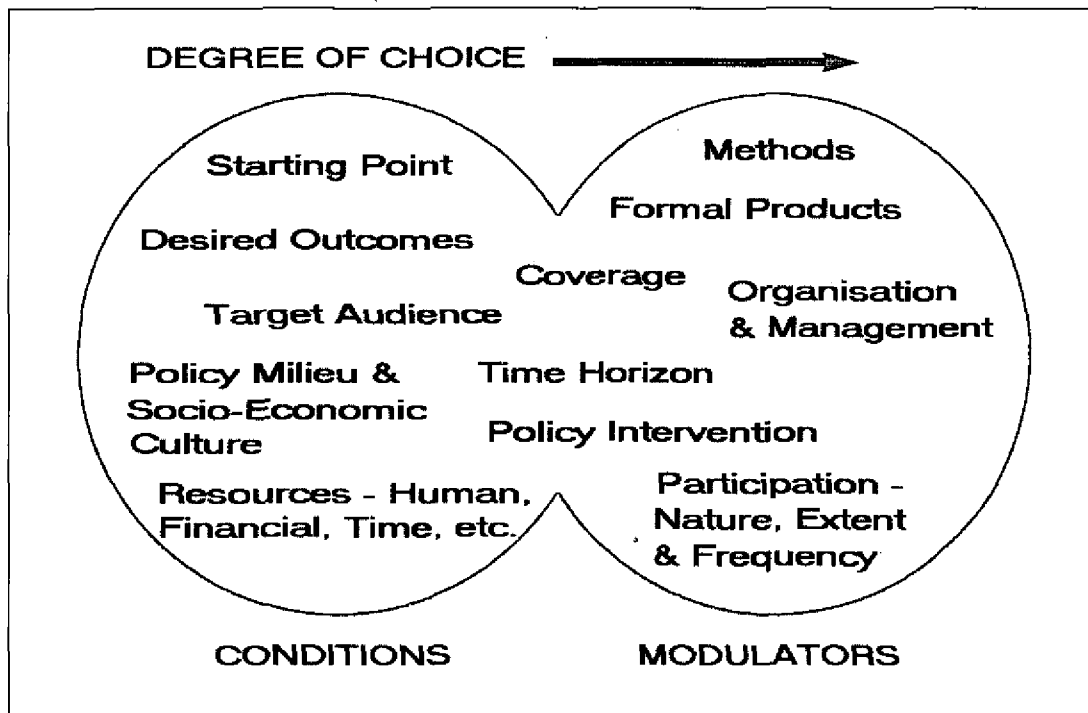 DEGREE OF CHOICE
Starting Point
Desired Outcomes
Target Audience
Policy Milieu &
Socio-Economic
Culture
Resources - Human,
Financial, Time, etc.
Coverage
Time Horizon
Policy Intervention
Methods
Formal Products
Organisation
& Management
Participation -
Nature, Extent
& Frequency
CONDITIONS
MODULATORS